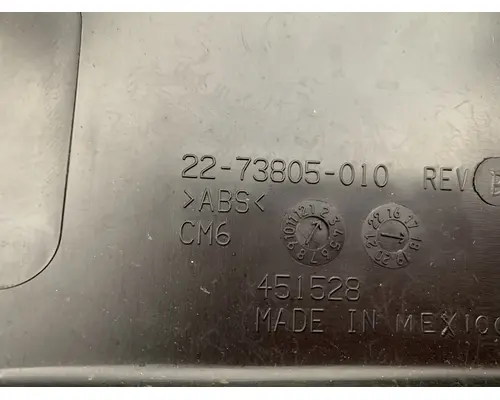 22-73805-010 REV
>ABS<
CM6
451528
MADE IN MEXICO